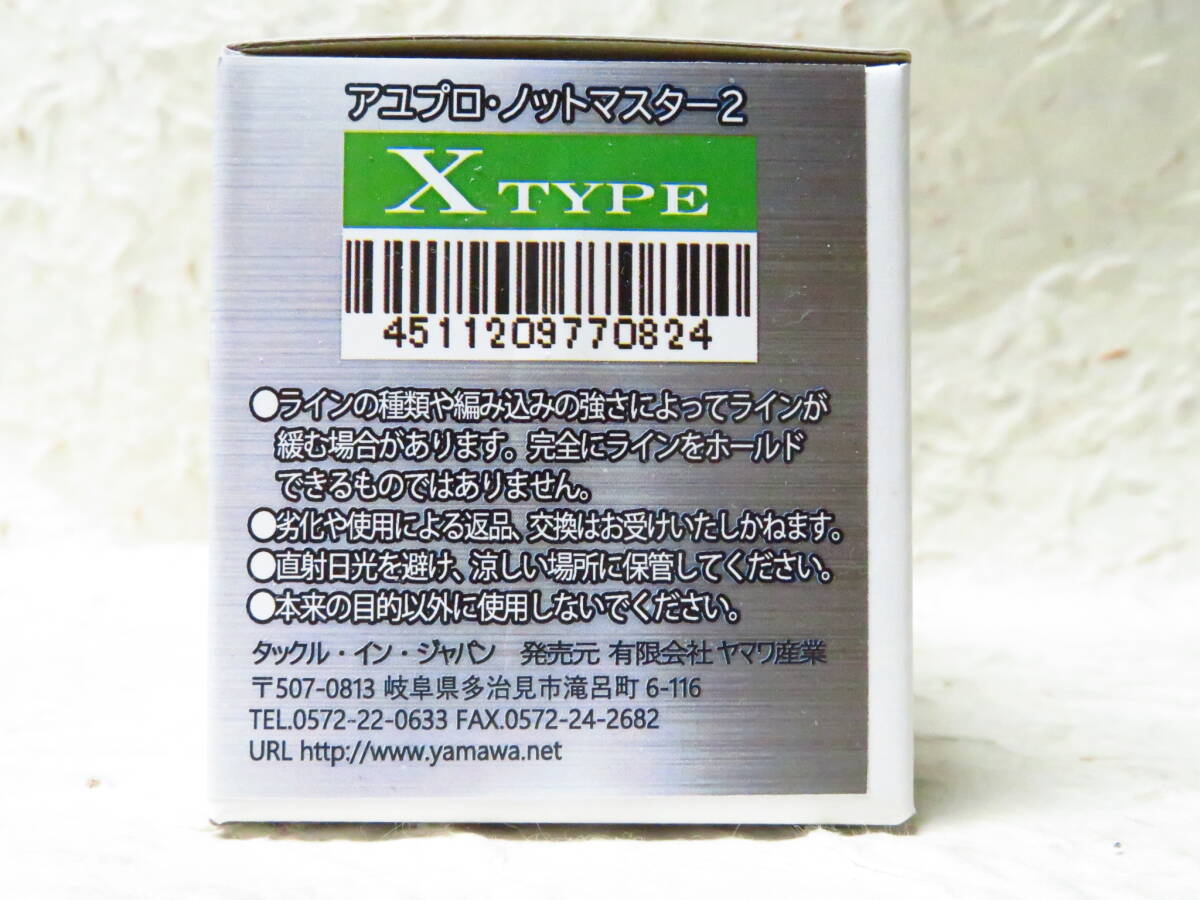 アユプロ・ノットマスター2
X TYPE
4511209770824
●ラインの種類や編み込みの強さによってラインが
緩む場合があります。完全にラインをホールド
できるものではありません。
●劣化や使用による返品、交換はお受けいたしかねます。
●直射日光を避け、涼しい場所に保管してください。
●本来の目的以外に使用しないでください。
タックル・イン・ジャパン 発売元 有限会社 ヤマワ産業
〒507-0813 岐阜県多治見市滝呂町 6-116
TEL.0572-22-0633 FAX.0572-24-2682
URL http://www.yamawa.net